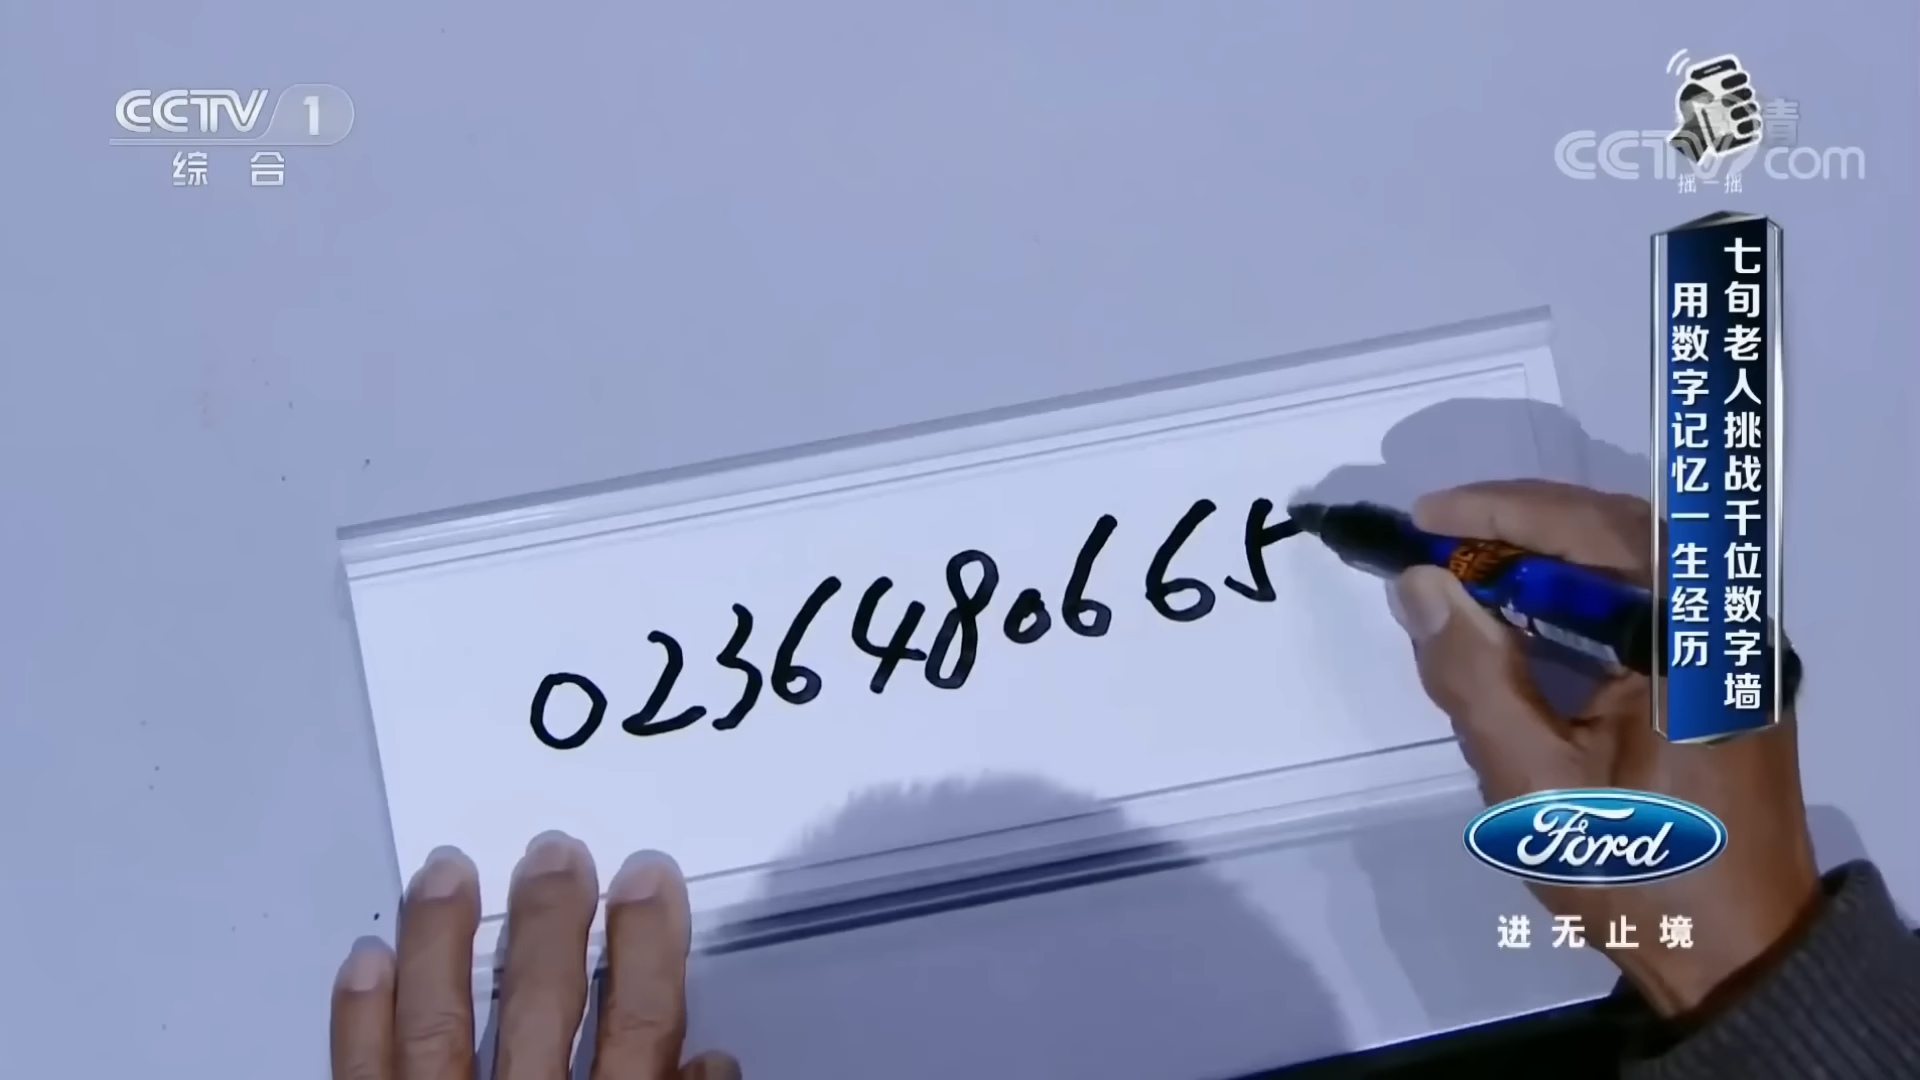 CCTV 1
综合
CCTV.com
摇一摇
七旬老人挑战千位数字墙
用数字记忆一生经历
02364806665
Ford
进无止境